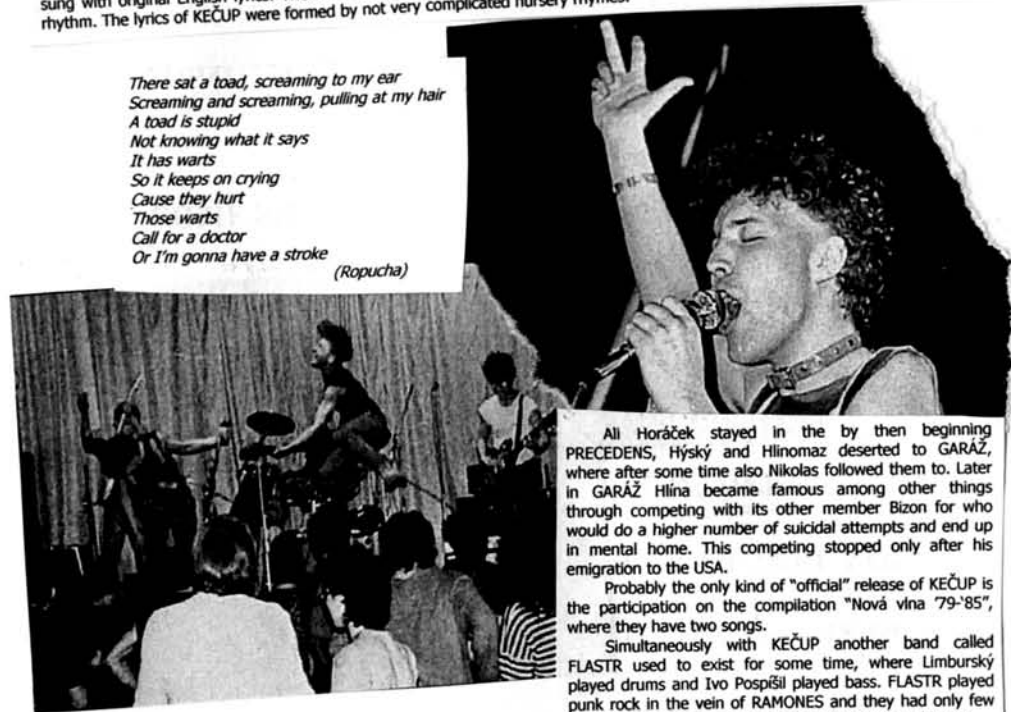 sung with original English lyrics.
rhythm. The lyrics of KEČUP were formed by not very complicated nursery rhymes.
There sat a toad, screaming to my ear
Screaming and screaming, pulling at my hair
A toad is stupid
Not knowing what it says
It has warts
So it keeps on crying
Cause they hurt
Those warts
Call for a doctor
Or I'm gonna have a stroke
(Ropucha)
Ali Horáček stayed in the by then beginning
PRECEDENS, Hýský and Hlinomaz deserted to GARÁŽ,
where after some time also Nikolas followed them to. Later
in GARÁŽ Hlína became famous among other things
through competing with its other member Bizon for who
would do a higher number of suicidal attempts and end up
in mental home. This competing stopped only after his
emigration to the USA.
Probably the only kind of "official" release of KEČUP is
the participation on the compilation "Nová vlna '79-'85",
where they have two songs.
Simultaneously with KEČUP another band called
FLASTR used to exist for some time, where Limburský
played drums and Ivo Pospíšil played bass. FLASTR played
punk rock in the vein of RAMONES and they had only few